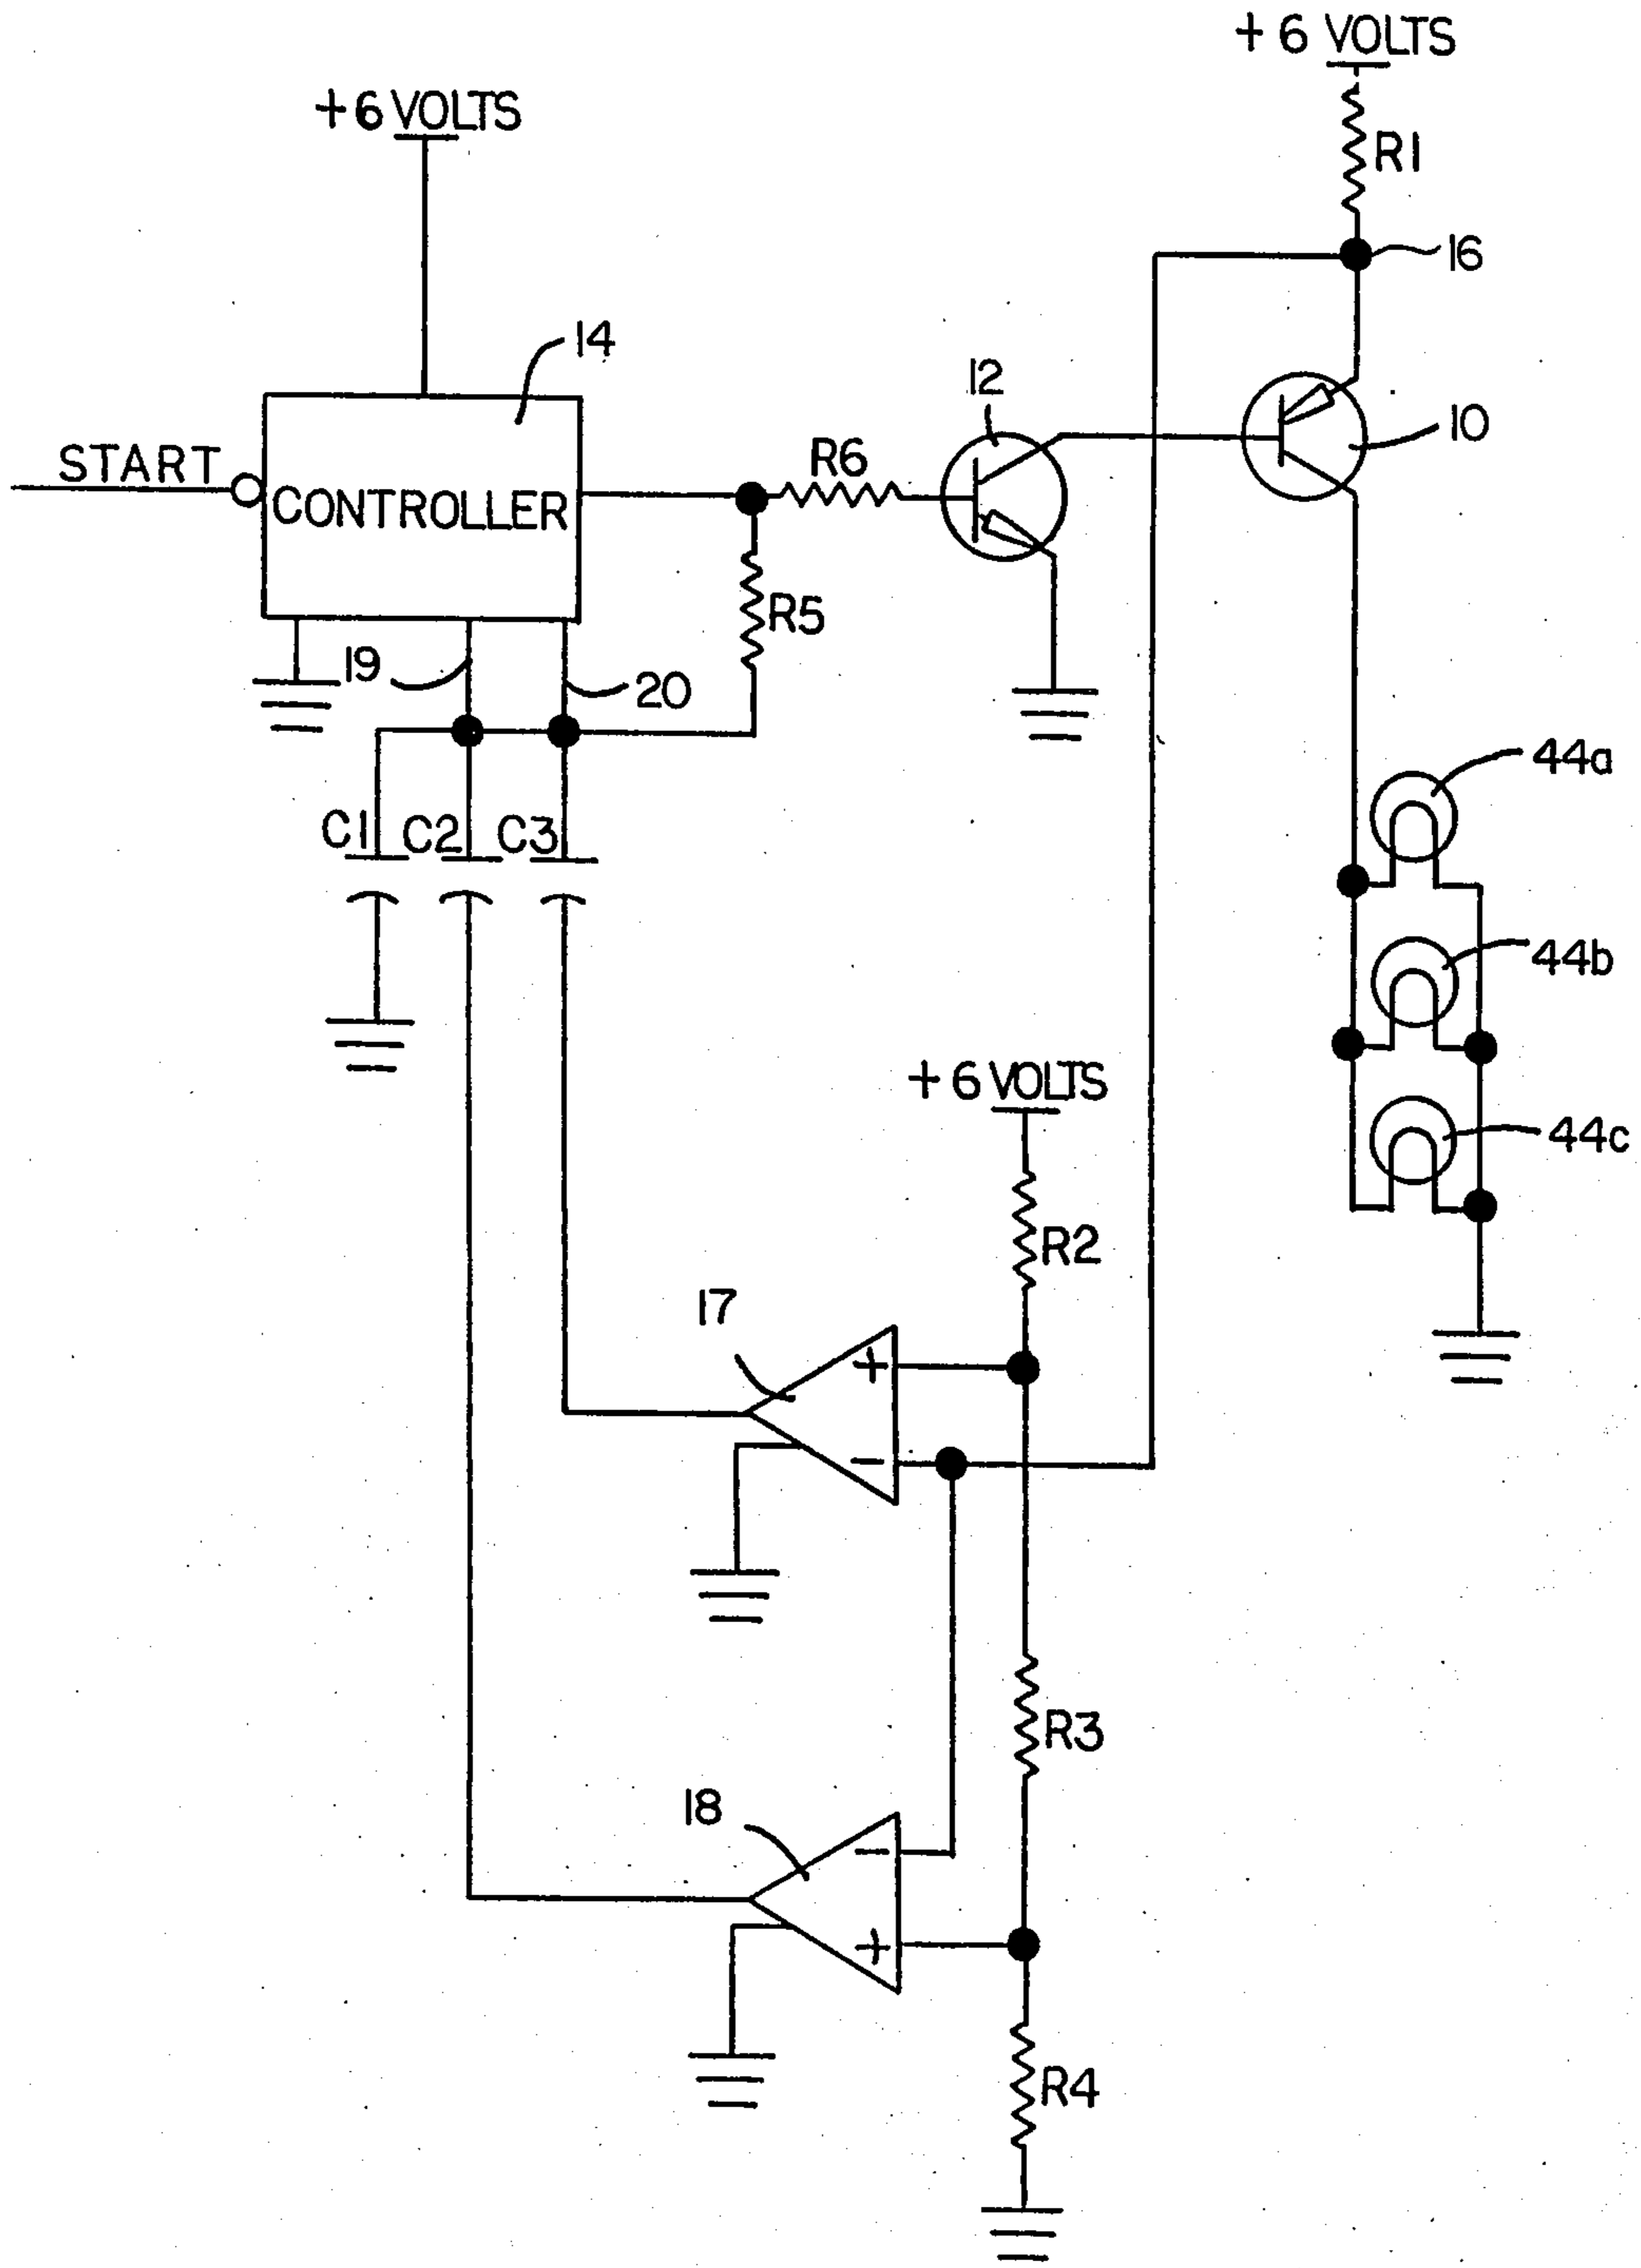 + 6 VOLTS
+ 6 VOLTS
R1
16
14
12
10
START
CONTROLLER
R6
R5
19
20
44a
C1
C2
C3
44b
+ 6 VOLTS
44c
R2
17
+
-
R3
18
-
+
R4